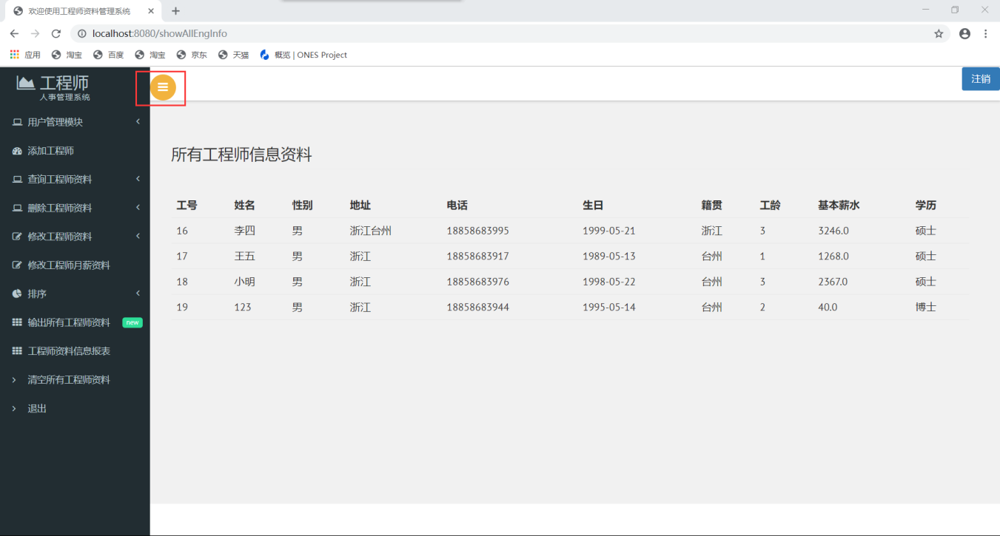 欢迎使用工程师资料管理系统
localhost:8080/showAllEngInfo
应用 淘宝 百度 淘宝 京东 天猫 概览 | ONES Project
工程师
人事管理系统
注销
用户管理模块
添加工程师
查询工程师资料
删除工程师资料
修改工程师资料
修改工程师月薪资料
排序
输出所有工程师资料 new
工程师资料信息报表
清空所有工程师资料
退出
所有工程师信息资料
工号 姓名 性别 地址 电话 生日 籍贯 工龄 基本薪水 学历
16 李四 男 浙江台州 18858683995 1999-05-21 浙江 3 3246.0 硕士
17 王五 男 浙江 18858683917 1989-05-13 台州 1 1268.0 硕士
18 小明 男 浙江 18858683976 1998-05-22 台州 3 2367.0 硕士
19 123 男 浙江 18858683944 1995-05-14 台州 2 40.0 博士